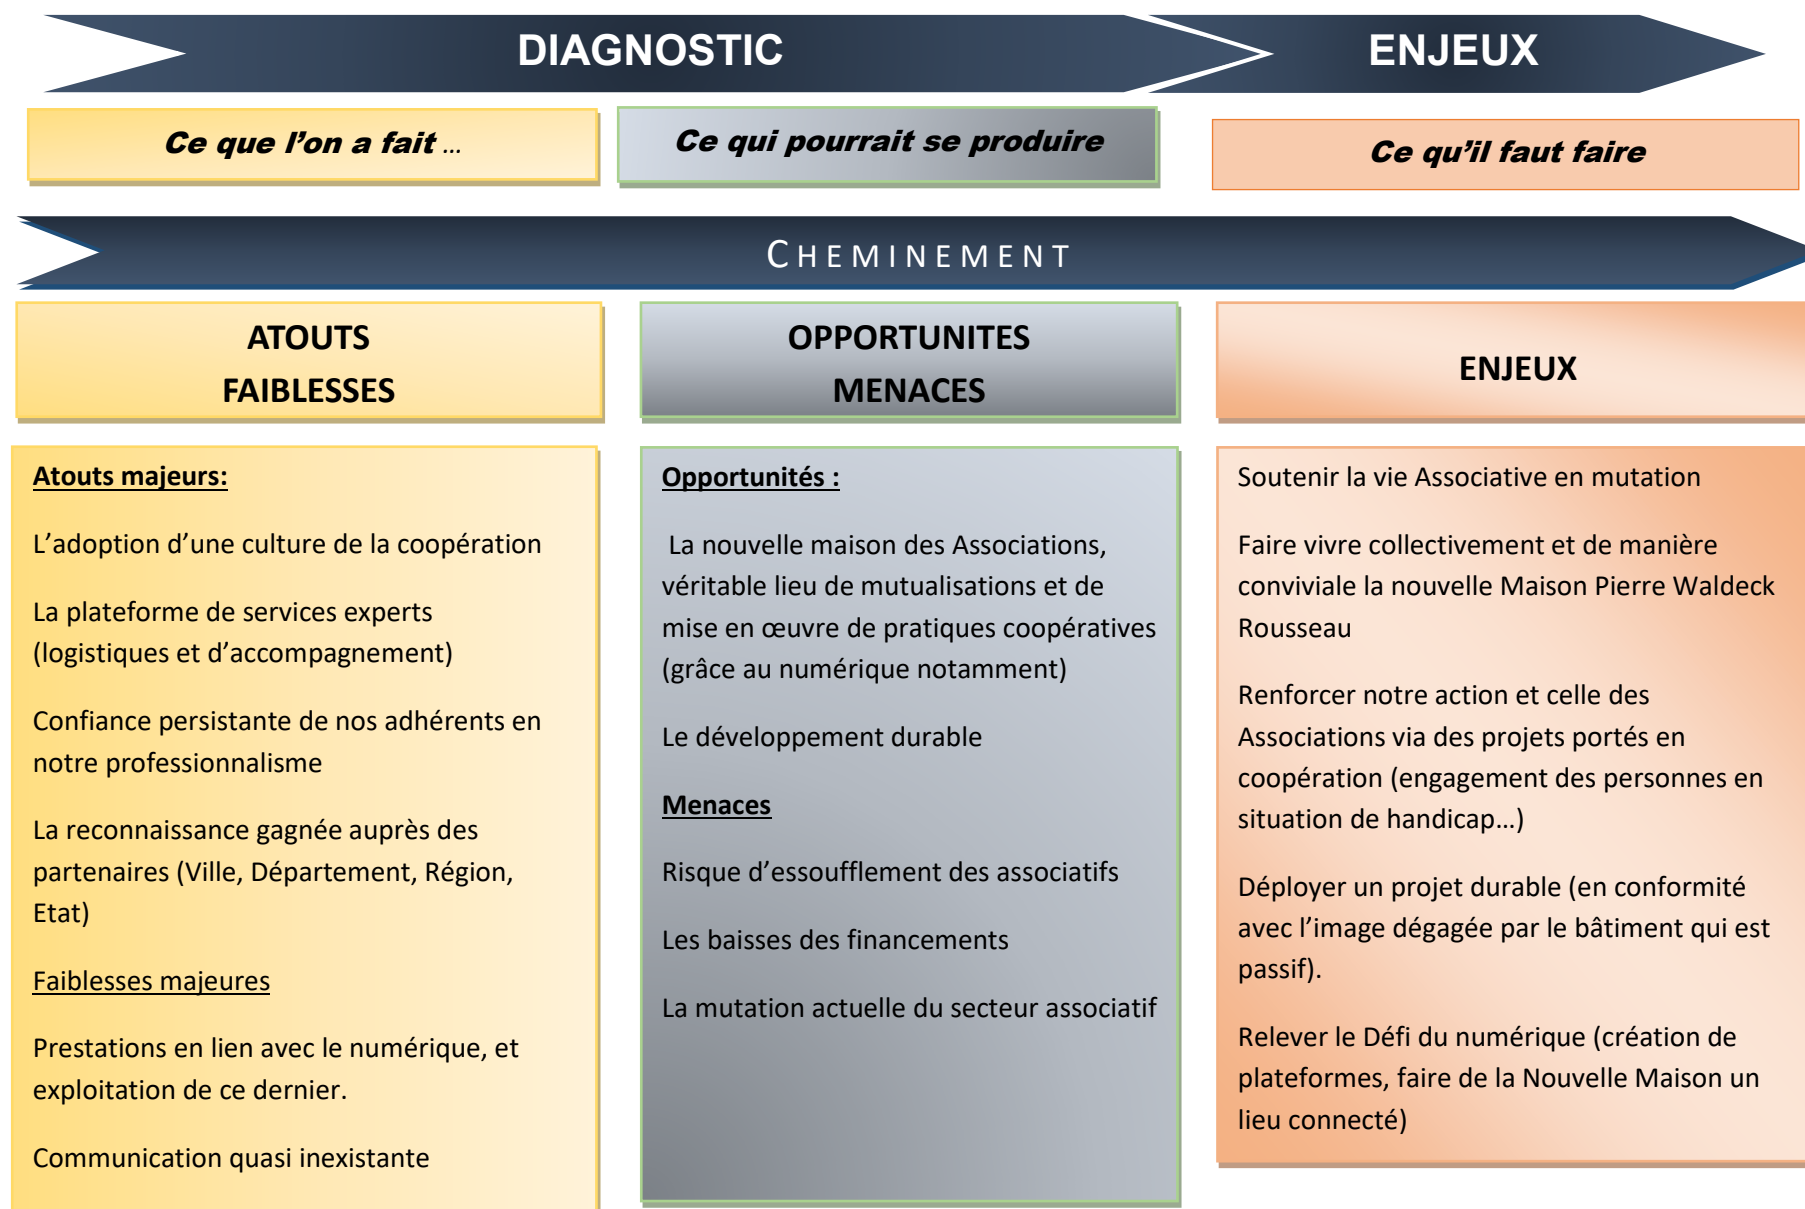 DIAGNOSTIC
ENJEUX
Ce que l’on a fait ...
Ce qui pourrait se produire
Ce qu’il faut faire
CHEMINEMENT
ATOUTS
FAIBLESSES
OPPORTUNITES
MENACES
ENJEUX
Atouts majeurs:
L’adoption d’une culture de la coopération
La plateforme de services experts
(logistiques et d’accompagnement)
Confiance persistante de nos adhérents en
notre professionnalisme
La reconnaissance gagnée auprès des
partenaires (Ville, Département, Région,
Etat)
Faiblesses majeures
Prestations en lien avec le numérique, et
exploitation de ce dernier.
Communication quasi inexistante
Opportunités :
La nouvelle maison des Associations,
véritable lieu de mutualisations et de
mise en œuvre de pratiques coopératives
(grâce au numérique notamment)
Le développement durable
Menaces
Risque d’essoufflement des associatifs
Les baisses des financements
La mutation actuelle du secteur associatif
Soutenir la vie Associative en mutation
Faire vivre collectivement et de manière
conviviale la nouvelle Maison Pierre Waldeck
Rousseau
Renforcer notre action et celle des
Associations via des projets portés en
coopération (engagement des personnes en
situation de handicap…)
Déployer un projet durable (en conformité
avec l’image dégagée par le bâtiment qui est
passif).
Relever le Défi du numérique (création de
plateformes, faire de la Nouvelle Maison un
lieu connecté)